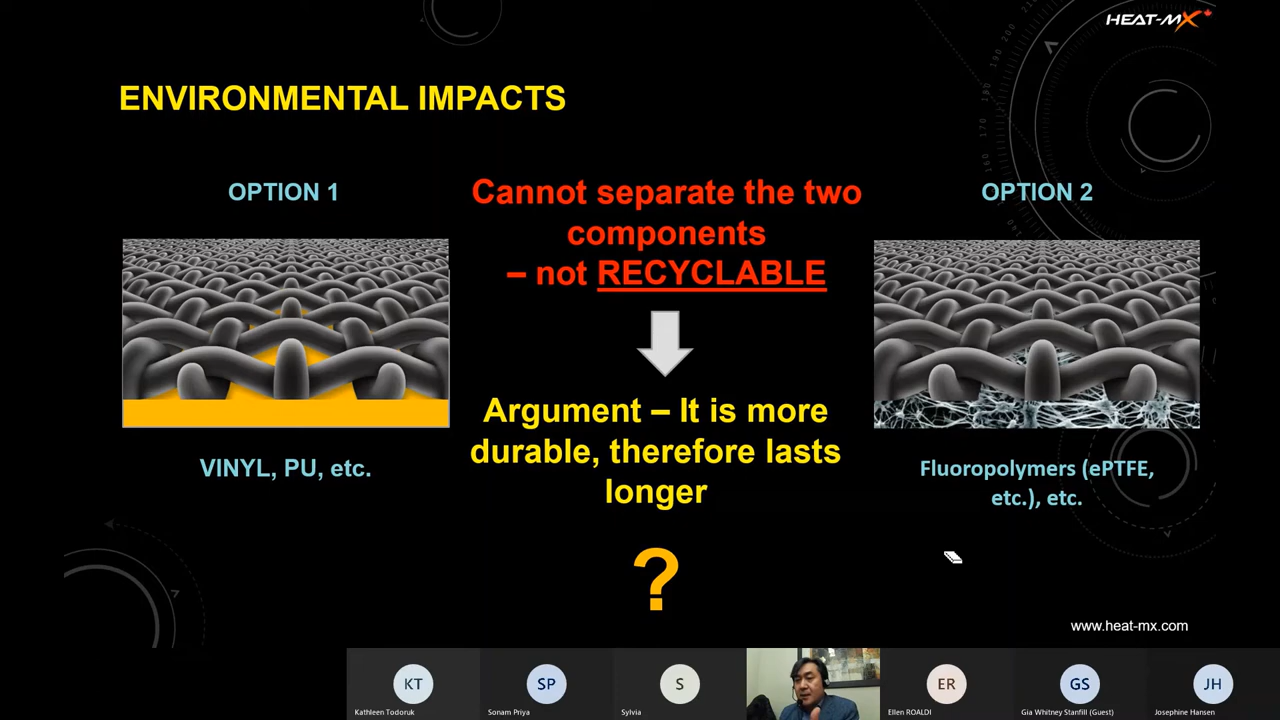 HEAT-MX
ENVIRONMENTAL IMPACTS
OPTION 1
Cannot separate the two
components
– not RECYCLABLE
OPTION 2
Argument – It is more
durable, therefore lasts
longer
VINYL, PU, etc.
Fluoropolymers (ePTFE,
etc.), etc.
?
www.heat-mx.com
KT
SP
S
ER
GS
JH
Kathleen Todoruk
Sonam Priya
Sylvia
Ellen ROALDI
Gia Whitney Stanfill (Guest)
Josephine Hansen